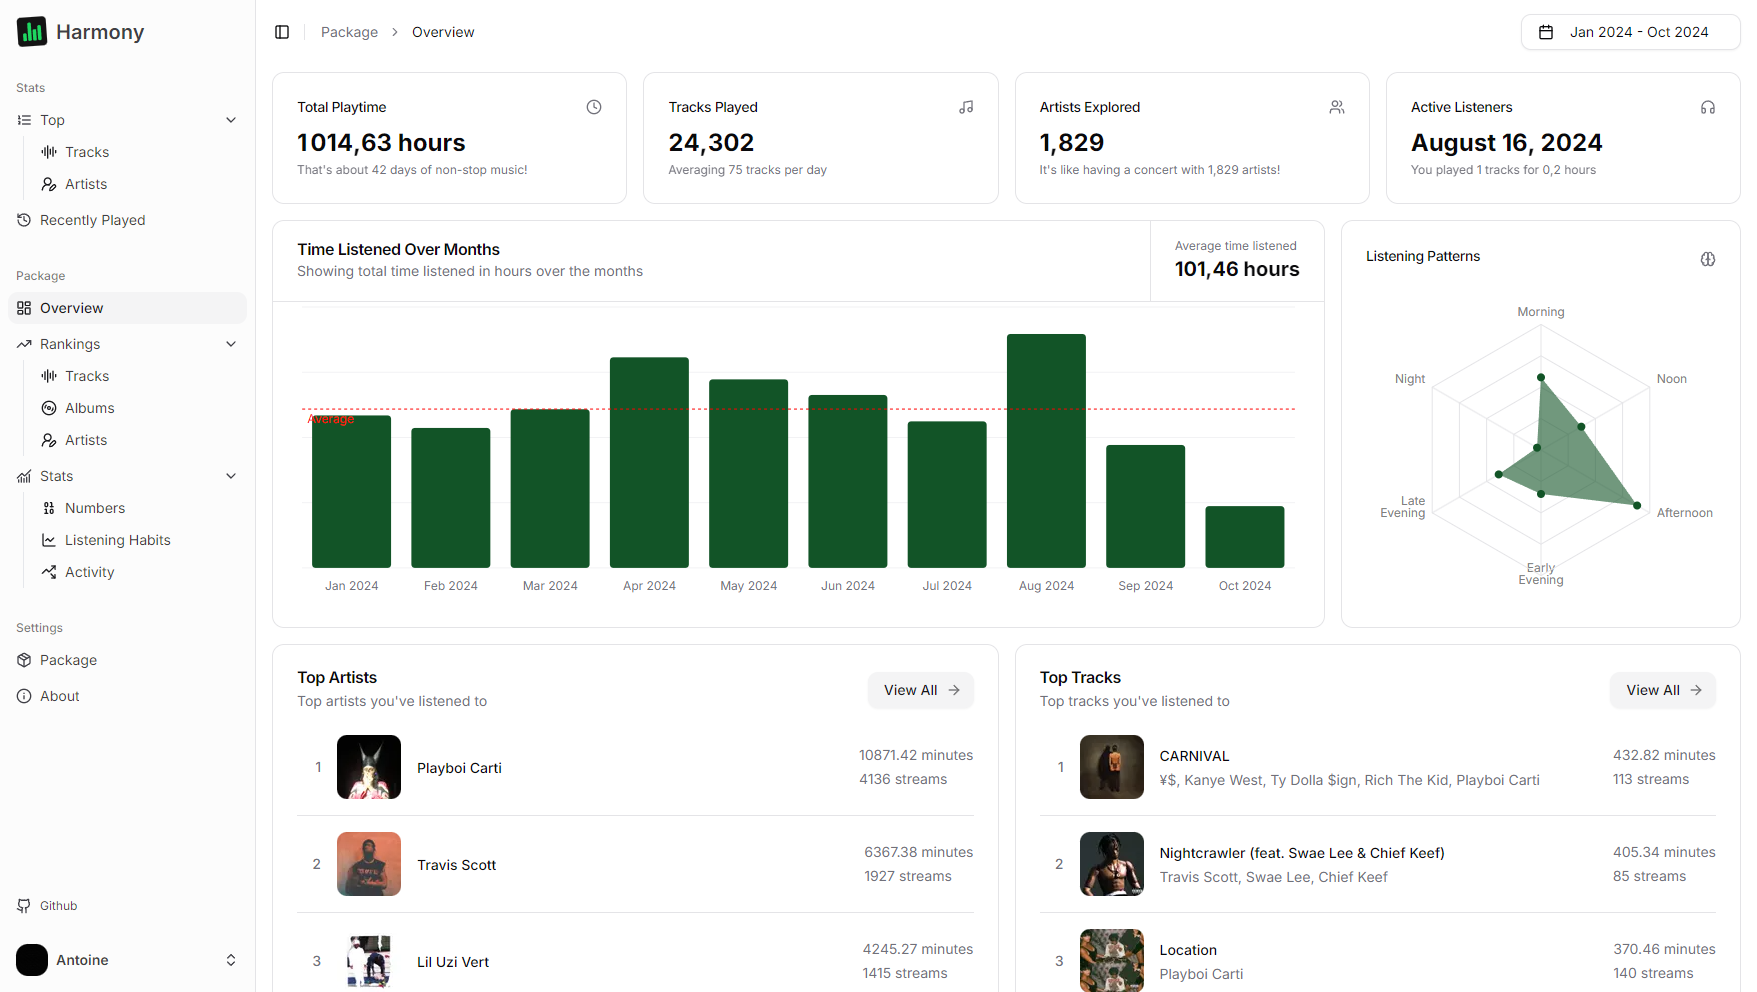 Harmony
Stats
Top
Tracks
Artists
Recently Played
Package
Overview
Rankings
Tracks
Albums
Artists
Stats
Numbers
Listening Habits
Activity
Settings
Package
About
Github
Antoine
Package > Overview
Jan 2024 - Oct 2024
Total Playtime
1014,63 hours
That's about 42 days of non-stop music!
Tracks Played
24,302
Averaging 75 tracks per day
Artists Explored
1,829
It's like having a concert with 1,829 artists!
Active Listeners
August 16, 2024
You played 1 tracks for 0,2 hours
Time Listened Over Months
Showing total time listened in hours over the months
Average time listened
101,46 hours
Average
Jan 2024 Feb 2024 Mar 2024 Apr 2024 May 2024 Jun 2024 Jul 2024 Aug 2024 Sep 2024 Oct 2024
Listening Patterns
Morning
Noon
Afternoon
Early
Evening
Late
Evening
Night
Top Artists
Top artists you've listened to
View All
1 Playboi Carti
10871.42 minutes
4136 streams
2 Travis Scott
6367.38 minutes
1927 streams
3 Lil Uzi Vert
4245.27 minutes
1415 streams
Top Tracks
Top tracks you've listened to
View All
1 CARNIVAL
¥$, Kanye West, Ty Dolla $ign, Rich The Kid, Playboi Carti
432.82 minutes
113 streams
2 Nightcrawler (feat. Swae Lee & Chief Keef)
Travis Scott, Swae Lee, Chief Keef
405.34 minutes
85 streams
3 Location
Playboi Carti
370.46 minutes
140 streams